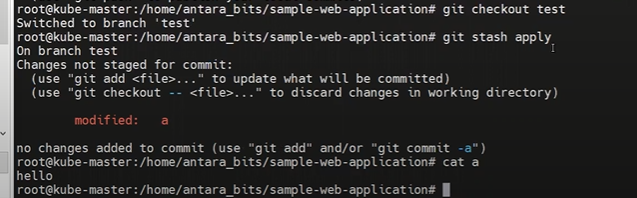 root@kube-master:/home/antara_bits/sample-web-application# git checkout test
Switched to branch 'test'
root@kube-master:/home/antara_bits/sample-web-application# git stash apply
On branch test
Changes not staged for commit:
  (use "git add <file>..." to update what will be committed)
  (use "git checkout -- <file>..." to discard changes in working directory)
        modified:   a
no changes added to commit (use "git add" and/or "git commit -a")
root@kube-master:/home/antara_bits/sample-web-application# cat a
hello
root@kube-master:/home/antara_bits/sample-web-application#